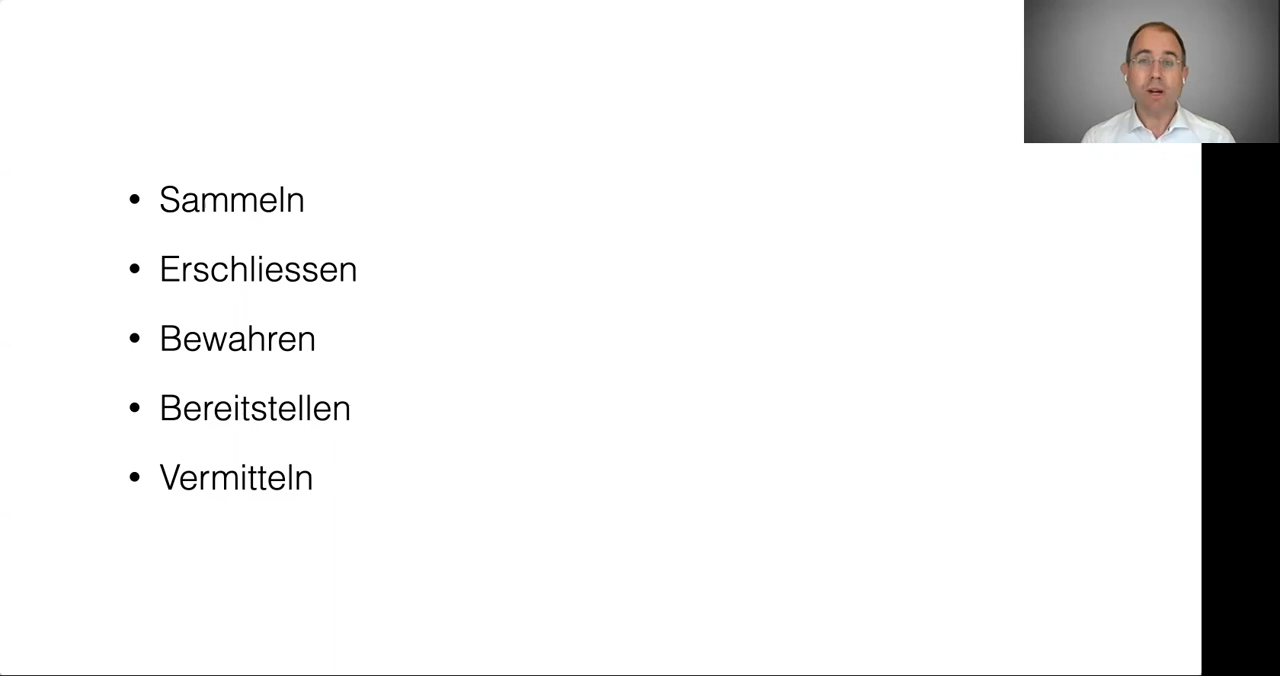 • Sammeln
• Erschliessen
• Bewahren
• Bereitstellen
• Vermitteln